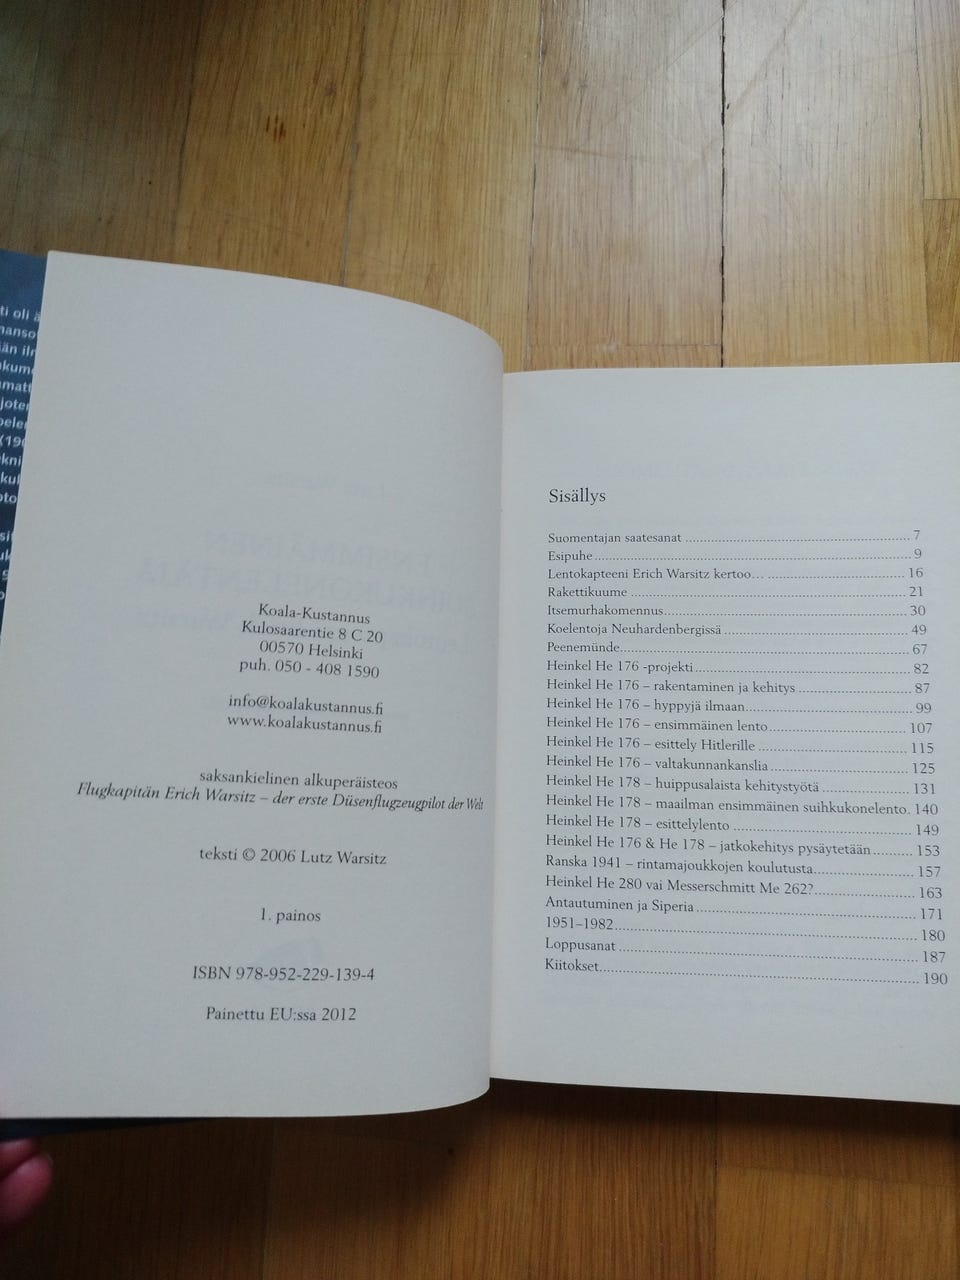 Koala-Kustannus
Kulosaarentie 8 C 20
00570 Helsinki
puh. 050 - 408 1590
info@koalakustannus.fi
www.koalakustannus.fi
saksankielinen alkuperäisteos
Flugkapitän Erich Warsitz – der erste Düsenflugzeugpilot der Welt
teksti © 2006 Lutz Warsitz
1. painos
ISBN 978-952-229-139-4
Painettu EU:ssa 2012
Sisällys
Suomentajan saatesanat 7
Esipuhe 9
Lentokapteeni Erich Warsitz kertoo... 16
Rakettikuume 21
Itsemurhakomennus 30
Koelentoja Neuhardenbergissä 49
Peenemünde 67
Heinkel He 176 -projekti 82
Heinkel He 176 – rakentaminen ja kehitys 87
Heinkel He 176 – hyppyjä ilmaan 99
Heinkel He 176 – ensimmäinen lento 107
Heinkel He 176 – esittely Hitlerille 115
Heinkel He 176 – valtakunnankanslia 125
Heinkel He 178 – huippusalaista kehitystyötä 131
Heinkel He 178 – maailman ensimmäinen suihkukonelento. 140
Heinkel He 178 – esittelylento 149
Heinkel He 176 & He 178 – jatkokehitys pysäytetään 153
Ranska 1941 – rintamajoukkojen koulutusta 157
Heinkel He 280 vai Messerschmitt Me 262? 163
Antautuminen ja Siperia 171
1951–1982 180
Loppusanat 187
Kiitokset 190